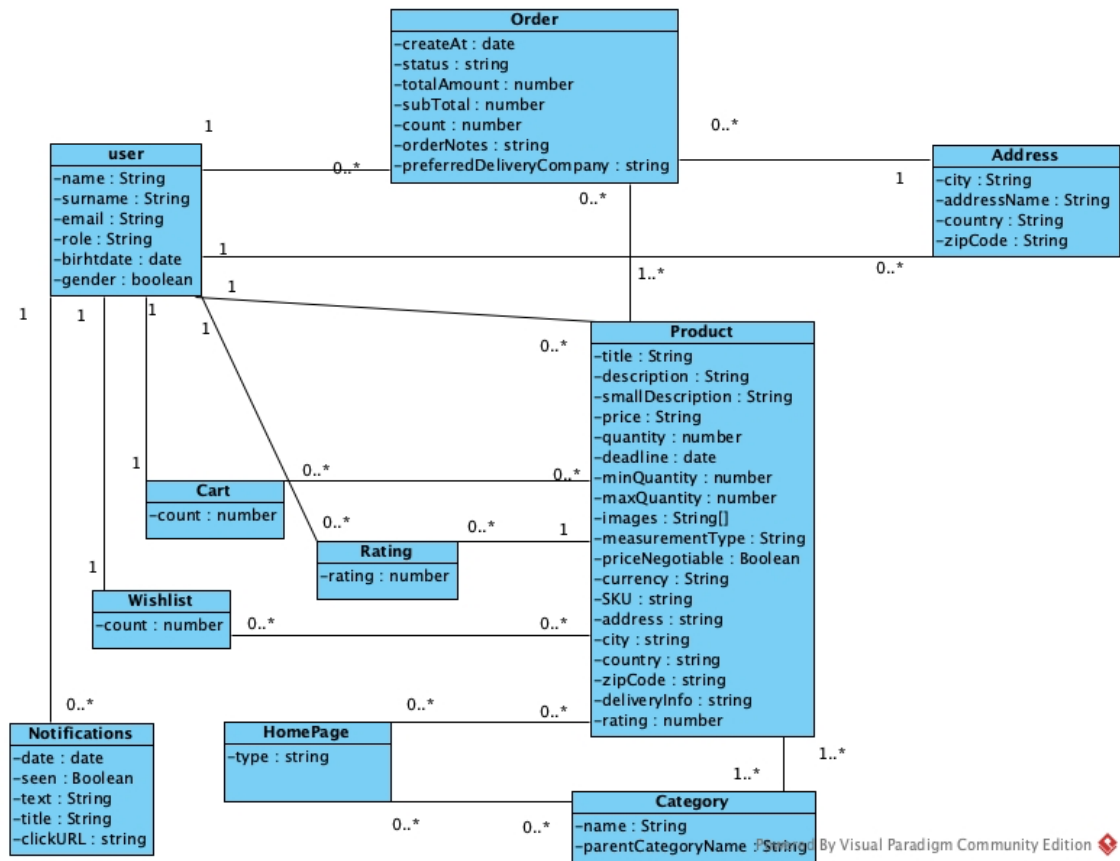 Order
-createAt : date
-status : string
-totalAmount : number
-subTotal : number
-count : number
-orderNotes : string
-preferredDeliveryCompany : string
1
0..*
0..*
1
0..*
user
-name : String
-surname : String
-email : String
-role : String
-birhtdate : date
-gender : boolean
Address
-city : String
-addressName : String
-country : String
-zipCode : String
1
0..*
1..*
1
0..*
1
1
1
1
1
Product
-title : String
-description : String
-smallDescription : String
-price : String
-quantity : number
-deadline : date
-minQuantity : number
-maxQuantity : number
-images : String[]
-measurementType : String
-priceNegotiable : Boolean
-currency : String
-SKU : string
-address : string
-city : string
-country : string
-zipCode : string
-deliveryInfo : string
-rating : number
1
0..*
0..*
Cart
-count : number
0..*
0..*
1
Rating
-rating : number
1
Wishlist
-count : number
0..*
0..*
0..*
Notifications
-date : date
-seen : Boolean
-text : String
-title : String
-clickURL : string
0..*
0..*
HomePage
-type : string
1..*
1..*
0..*
0..*
Category
-name : String
-parentCategoryName : String
Powered By Visual Paradigm Community Edition